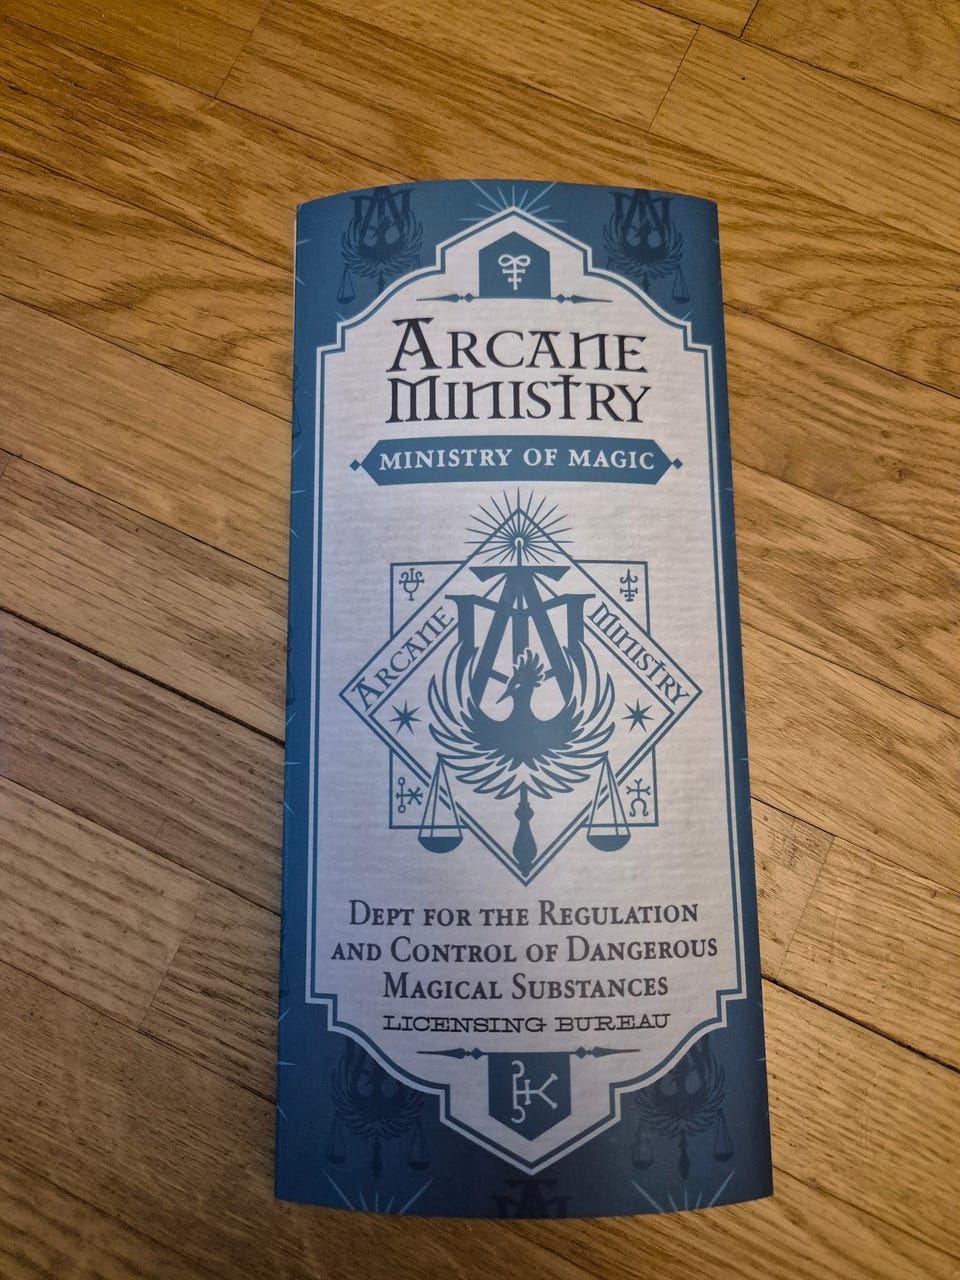 ARCANE
MINISTRY
MINISTRY OF MAGIC
ARCANE MINISTRY
DEPT FOR THE REGULATION
AND CONTROL OF DANGEROUS
MAGICAL SUBSTANCES
LICENSING BUREAU